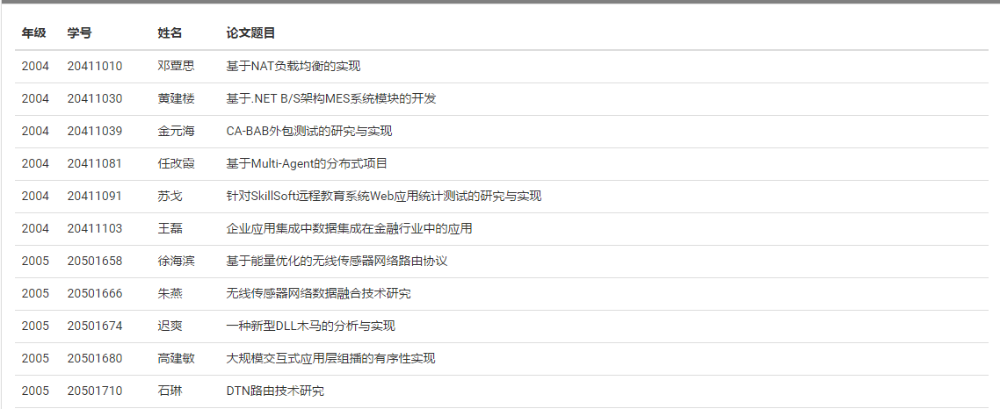 年级 学号 姓名 论文题目
2004 20411010 邓覃思 基于NAT负载均衡的实现
2004 20411030 黄建楼 基于.NET B/S架构MES系统模块的开发
2004 20411039 金元海 CA-BAB外包测试的研究与实现
2004 20411081 任改霞 基于Multi-Agent的分布式项目
2004 20411091 苏戈 针对SkillSoft远程教育系统Web应用统计测试的研究与实现
2004 20411103 王磊 企业应用集成中数据集成在金融行业中的应用
2005 20501658 徐海滨 基于能量优化的无线传感器网络路由协议
2005 20501666 朱燕 无线传感器网络数据融合技术研究
2005 20501674 迟爽 一种新型DLL木马的分析与实现
2005 20501680 高建敏 大规模交互式应用层组播的有序性实现
2005 20501710 石琳 DTN路由技术研究